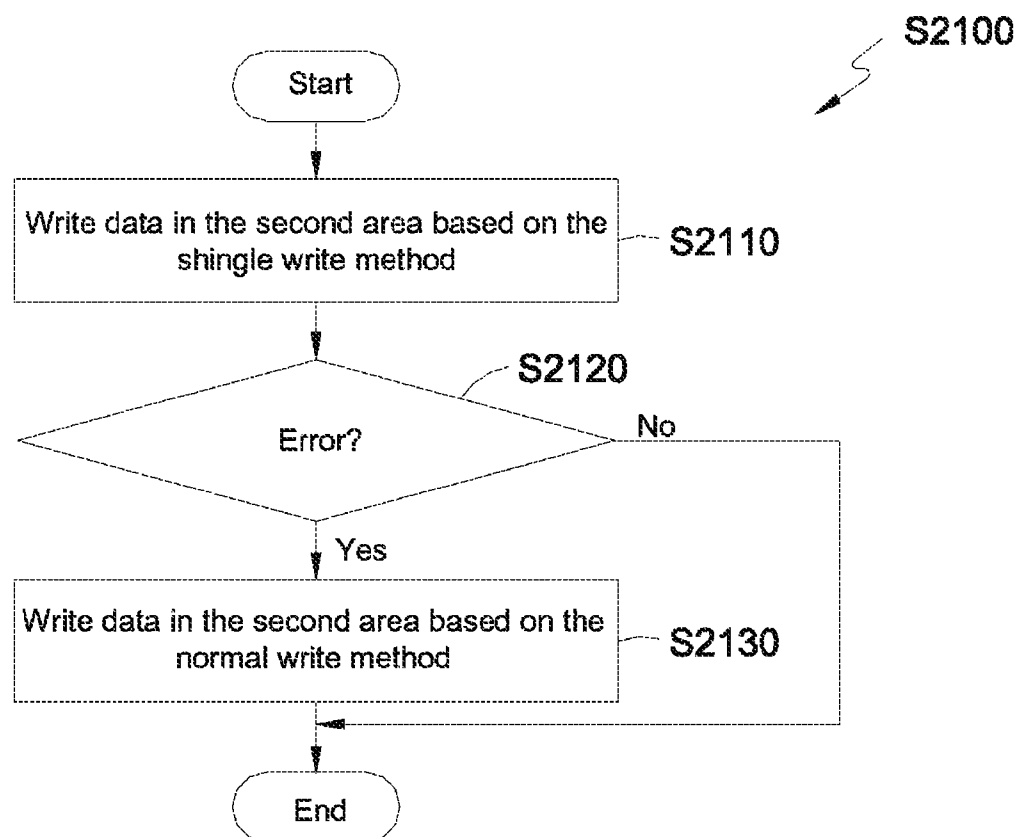 S2100
Start
Write data in the second area based on the
shingle write method
S2110
S2120
Error?
No
Yes
Write data in the second area based on the
normal write method
S2130
End